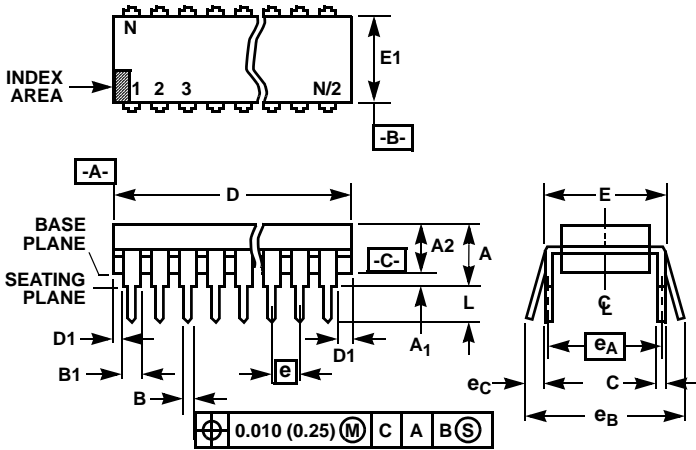 N
E1
INDEX
AREA
1 2 3 N/2
-B-
-A-
D
E
BASE
PLANE
A2
A
-C-
SEATING
PLANE
L
C L
D1
A1
D1
eA
B1
e
eC
C
B
eB
0.010 (0.25) M C A B S